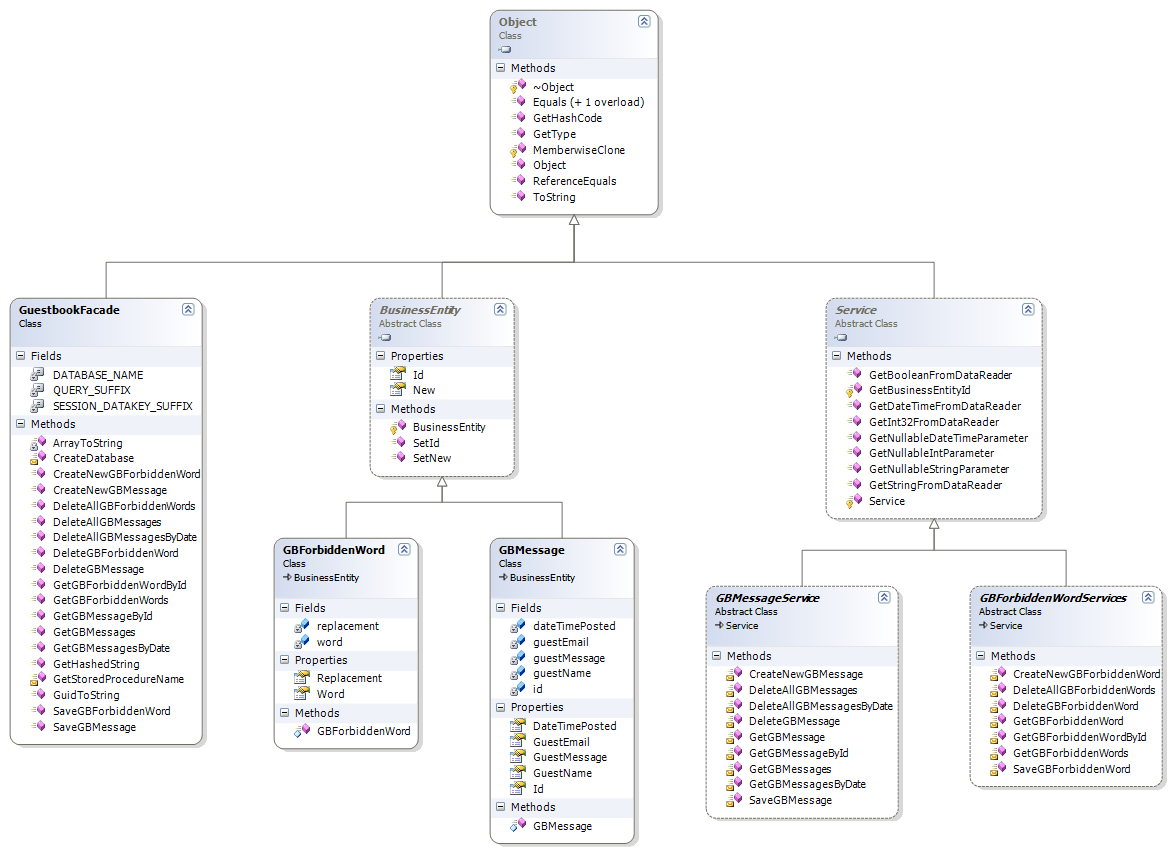 Object
Class
Methods
~Object
Equals (+ 1 overload)
GetHashCode
GetType
MemberwiseClone
Object
ReferenceEquals
ToString
GuestbookFacade
Class
Fields
DATABASE_NAME
QUERY_SUFFIX
SESSION_DATAKEY_SUFFIX
Methods
ArrayToString
CreateDatabase
CreateNewGBForbiddenWord
CreateNewGBMessage
DeleteAllGBForbiddenWords
DeleteAllGBMessages
DeleteAllGBMessagesByDate
DeleteGBForbiddenWord
DeleteGBMessage
GetGBForbiddenWordById
GetGBForbiddenWords
GetGBMessageById
GetGBMessages
GetGBMessagesByDate
GetHashedString
GetStoredProcedureName
GuidToString
SaveGBForbiddenWord
SaveGBMessage
BusinessEntity
Abstract Class
Properties
Id
New
Methods
BusinessEntity
SetId
SetNew
Service
Abstract Class
Methods
GetBooleanFromDataReader
GetBusinessEntityId
GetDateTimeFromDataReader
GetInt32FromDataReader
GetNullableDateTimeParameter
GetNullableIntParameter
GetNullableStringParameter
GetStringFromDataReader
Service
GBForbiddenWord
Class
BusinessEntity
Fields
replacement
word
Properties
Replacement
Word
Methods
GBForbiddenWord
GBMessage
Class
BusinessEntity
Fields
dateTimePosted
guestEmail
guestMessage
guestName
id
Properties
DateTimePosted
GuestEmail
GuestMessage
GuestName
Id
Methods
GBMessage
GBMessageService
Abstract Class
Service
Methods
CreateNewGBMessage
DeleteAllGBMessages
DeleteAllGBMessagesByDate
DeleteGBMessage
GetGBMessage
GetGBMessageById
GetGBMessages
GetGBMessagesByDate
SaveGBMessage
GBForbiddenWordServices
Abstract Class
Service
Methods
CreateNewGBForbiddenWord
DeleteAllGBForbiddenWords
DeleteGBForbiddenWord
GetGBForbiddenWord
GetGBForbiddenWordById
GetGBForbiddenWords
SaveGBForbiddenWord